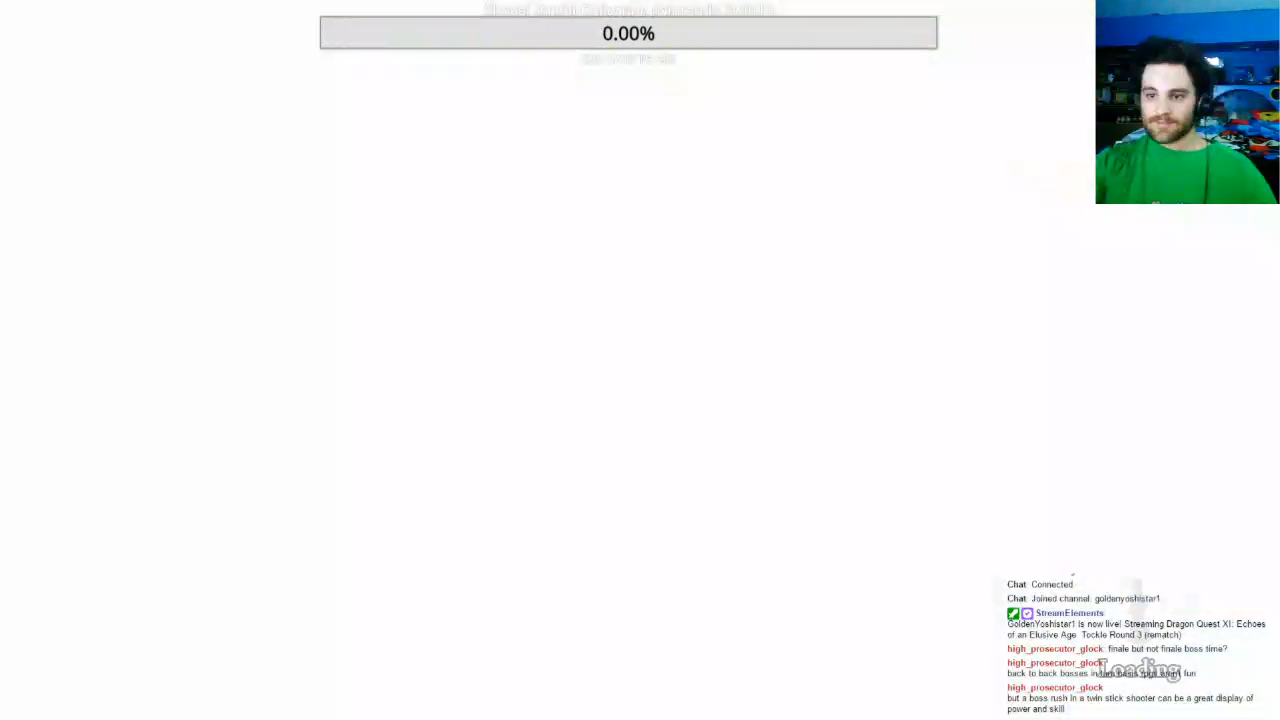 0.00%
Chat Connected
Chat Joined channel: goldenyoshistar1
StreamElements
GoldenYoshistar1 is now live! Streaming Dragon Quest XI: Echoes
of an Elusive Age Tockle Round 3 (rematch)
high_prosecutor_glock: finale but not finale boss time?
high_prosecutor_glock
back to back bosses in fun
Loading
high_prosecutor_glock
but a boss rush in a twin stick shooter can be a great display of
power and skill